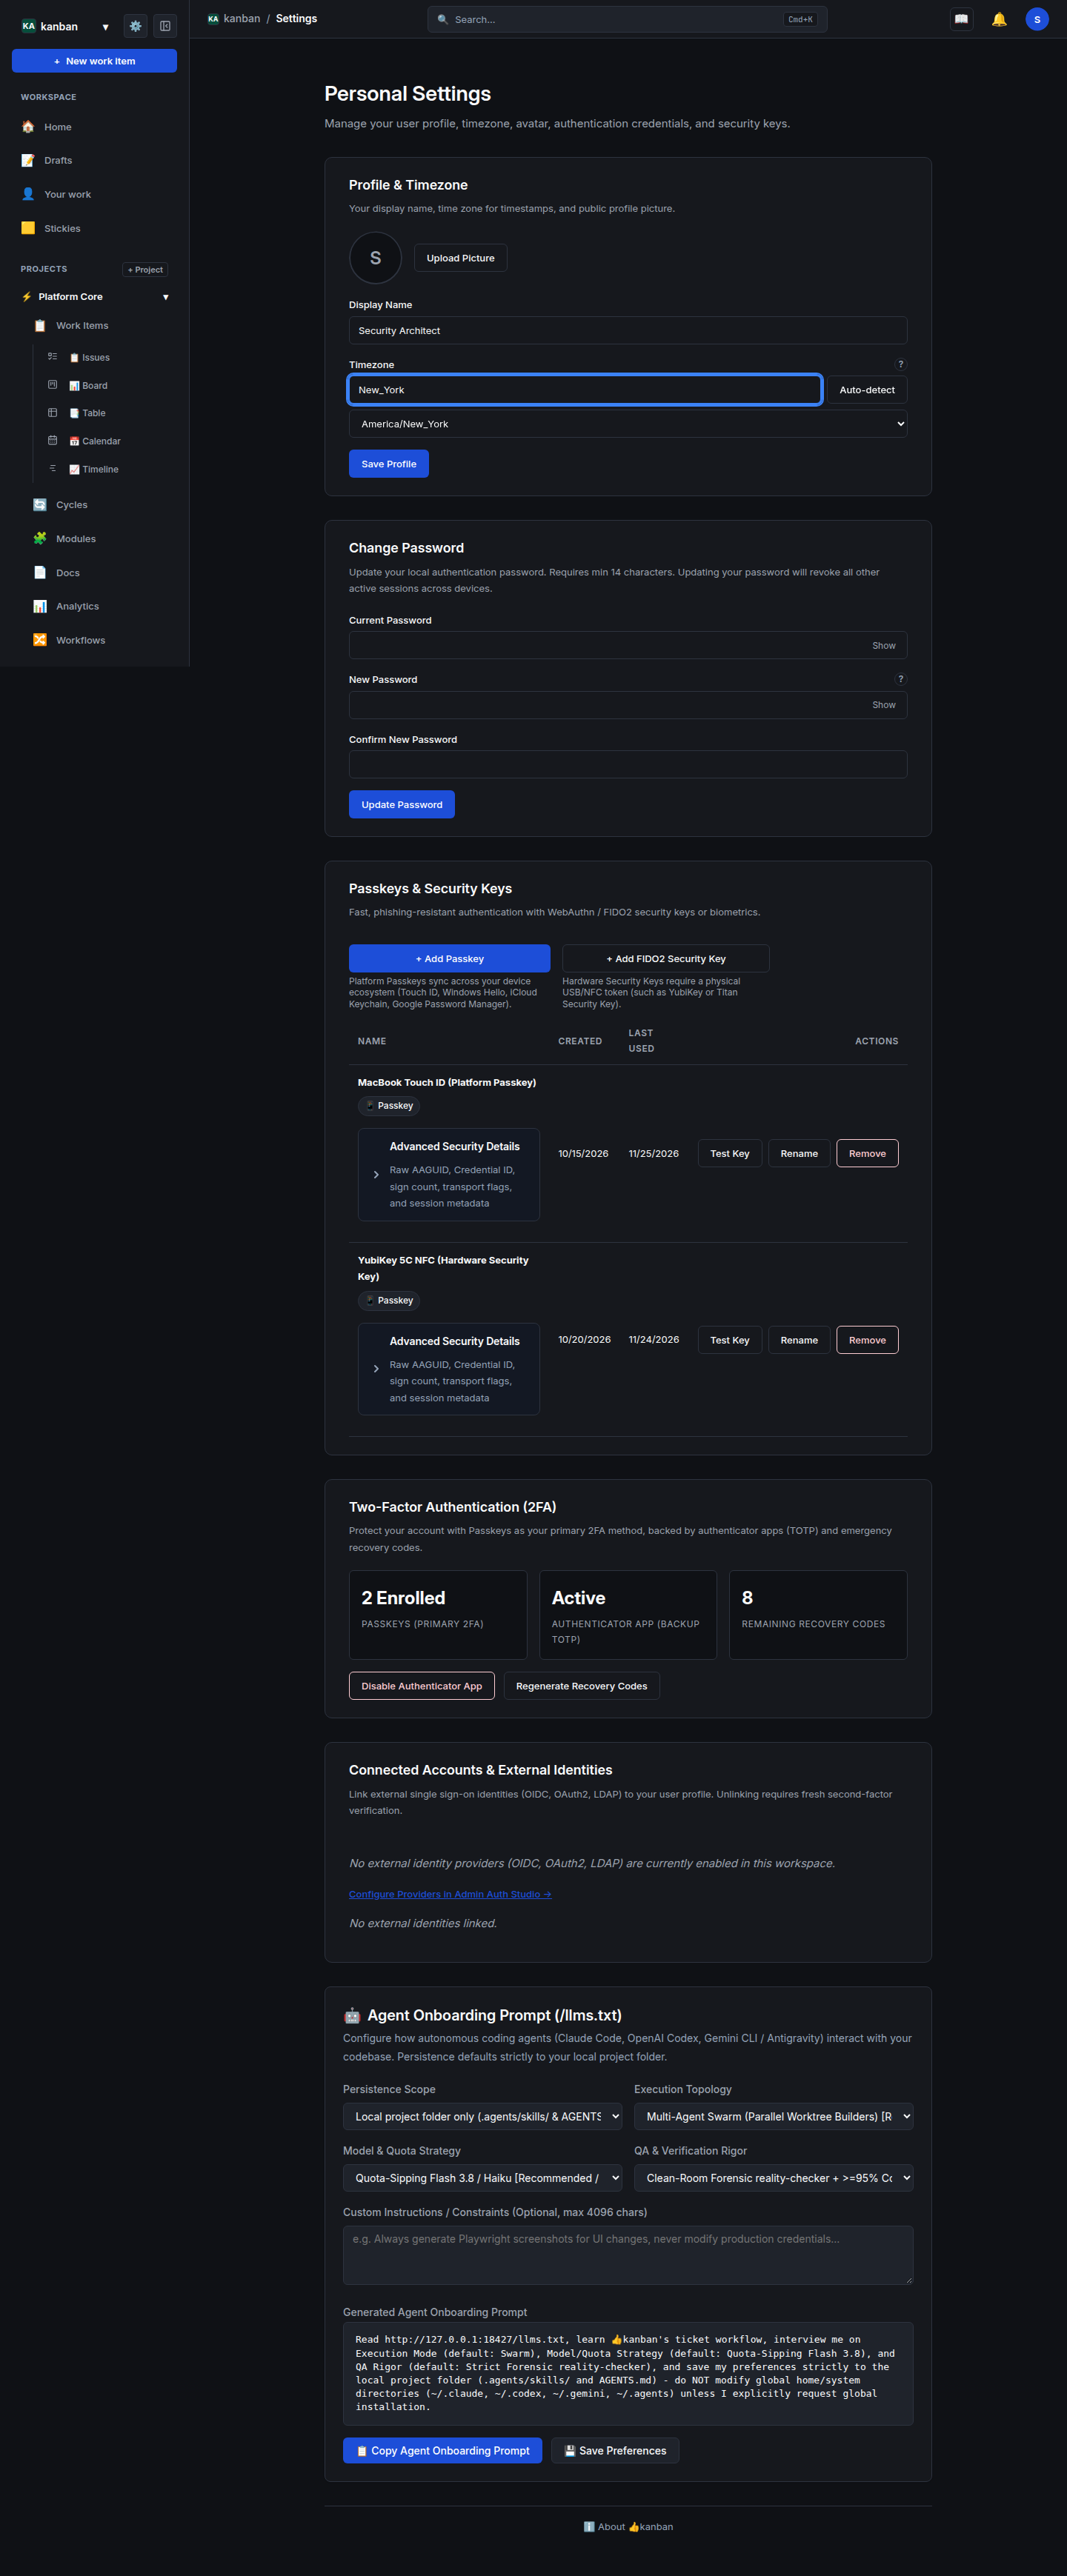 KA kanban ▾
+ New work item
WORKSPACE
🏠 Home
📝 Drafts
👤 Your work
🟨 Stickies
PROJECTS + Project
⚡ Platform Core ▾
📋 Work Items
📋 Issues
📊 Board
📑 Table
📅 Calendar
📈 Timeline
🔄 Cycles
🧩 Modules
📄 Docs
📊 Analytics
🔀 Workflows
KA kanban / Settings
🔍 Search... Cmd+K
S
Personal Settings
Manage your user profile, timezone, avatar, authentication credentials, and security keys.
Profile & Timezone
Your display name, time zone for timestamps, and public profile picture.
S Upload Picture
Display Name
Security Architect
Timezone ?
New_York Auto-detect
America/New_York
Save Profile
Change Password
Update your local authentication password. Requires min 14 characters. Updating your password will revoke all other
active sessions across devices.
Current Password
Show
New Password ?
Show
Confirm New Password
Update Password
Passkeys & Security Keys
Fast, phishing-resistant authentication with WebAuthn / FIDO2 security keys or biometrics.
+ Add Passkey
Platform Passkeys sync across your device
ecosystem (Touch ID, Windows Hello, iCloud
Keychain, Google Password Manager).
+ Add FIDO2 Security Key
Hardware Security Keys require a physical
USB/NFC token (such as YubiKey or Titan
Security Key).
NAME CREATED LAST USED ACTIONS
MacBook Touch ID (Platform Passkey)
📱 Passkey
Advanced Security Details
Raw AAGUID, Credential ID,
sign count, transport flags,
and session metadata
10/15/2026 11/25/2026 Test Key Rename Remove
YubiKey 5C NFC (Hardware Security
Key)
📱 Passkey
Advanced Security Details
Raw AAGUID, Credential ID,
sign count, transport flags,
and session metadata
10/20/2026 11/24/2026 Test Key Rename Remove
Two-Factor Authentication (2FA)
Protect your account with Passkeys as your primary 2FA method, backed by authenticator apps (TOTP) and emergency
recovery codes.
2 Enrolled
PASSKEYS (PRIMARY 2FA)
Active
AUTHENTICATOR APP (BACKUP
TOTP)
8
REMAINING RECOVERY CODES
Disable Authenticator App Regenerate Recovery Codes
Connected Accounts & External Identities
Link external single sign-on identities (OIDC, OAuth2, LDAP) to your user profile. Unlinking requires fresh second-factor
verification.
No external identity providers (OIDC, OAuth2, LDAP) are currently enabled in this workspace.
Configure Providers in Admin Auth Studio →
No external identities linked.
🤖 Agent Onboarding Prompt (/llms.txt)
Configure how autonomous coding agents (Claude Code, OpenAI Codex, Gemini CLI / Antigravity) interact with your
codebase. Persistence defaults strictly to your local project folder.
Persistence Scope
Local project folder only (.agents/skills/ & AGENTS
Execution Topology
Multi-Agent Swarm (Parallel Worktree Builders) [R
Model & Quota Strategy
Quota-Sipping Flash 3.8 / Haiku [Recommended /
QA & Verification Rigor
Clean-Room Forensic reality-checker + >=95% Co
Custom Instructions / Constraints (Optional, max 4096 chars)
e.g. Always generate Playwright screenshots for UI changes, never modify production credentials...
Generated Agent Onboarding Prompt
Read http://127.0.0.1:18427/llms.txt, learn 👍kanban's ticket workflow, interview me on
Execution Mode (default: Swarm), Model/Quota Strategy (default: Quota-Sipping Flash 3.8), and
QA Rigor (default: Strict Forensic reality-checker), and save my preferences strictly to the
local project folder (.agents/skills/ and AGENTS.md) - do NOT modify global home/system
directories (~/.claude, ~/.codex, ~/.gemini, ~/.agents) unless I explicitly request global
installation.
📋 Copy Agent Onboarding Prompt 💾 Save Preferences
ℹ️ About 👍kanban